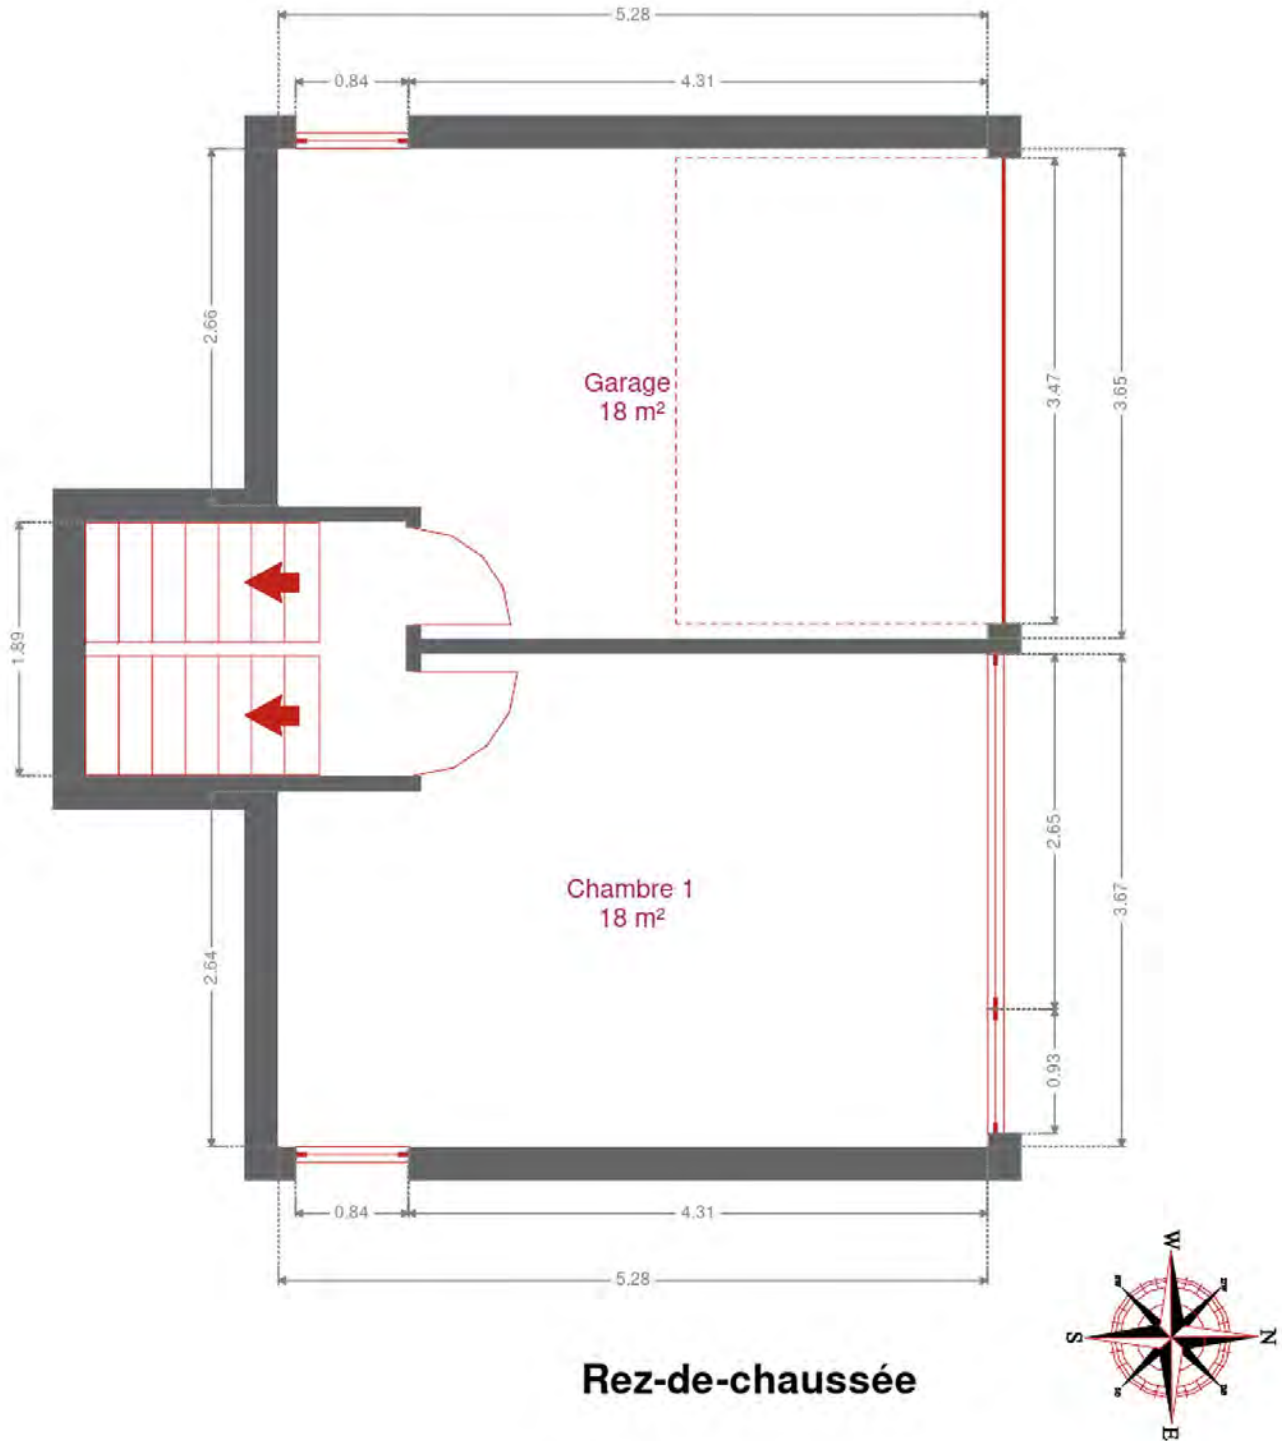 5.28
0.84
4.31
2.66
Garage
18 m²
3.47
3.65
1.89
2.65
3.67
Chambre 1
18 m²
2.64
0.93
0.84
4.31
5.28
W
S
N
E
Rez-de-chaussée